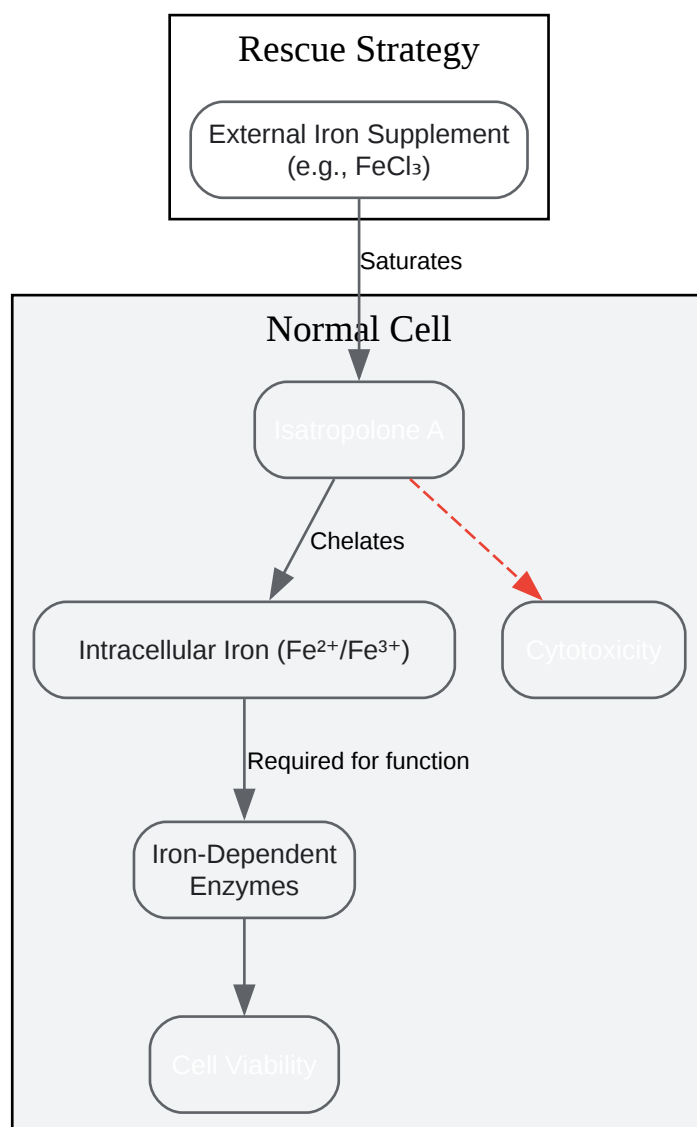 Rescue Strategy
External Iron Supplement
(e.g., FeCl₃)
Saturates
Normal Cell
Isatropolone A
Chelates
Intracellular Iron (Fe²⁺/Fe³⁺)
Cytotoxicity
Required for function
Iron-Dependent
Enzymes
Cell Viability